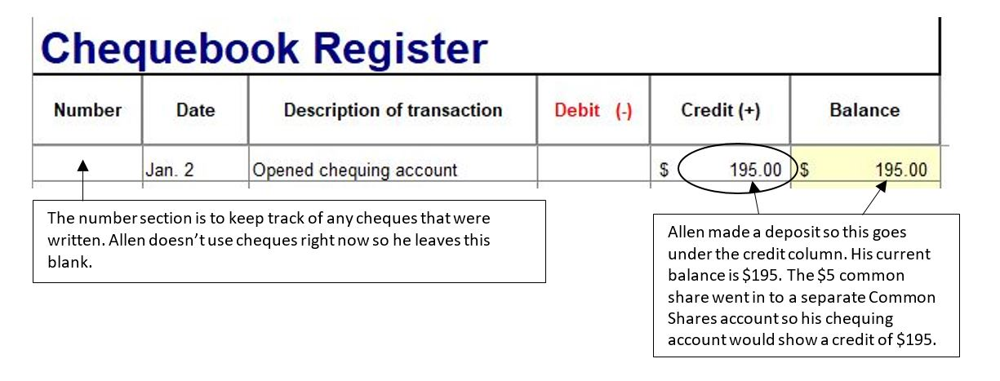 Chequebook Register
Number Date Description of transaction Debit (-) Credit (+) Balance
Jan. 2 Opened chequing account $ 195.00 $ 195.00
The number section is to keep track of any cheques that were
written. Allen doesn't use cheques right now so he leaves this
blank.
Allen made a deposit so this goes
under the credit column. His current
balance is $195. The $5 common
share went in to a separate Common
Shares account so his chequing
account would show a credit of $195.